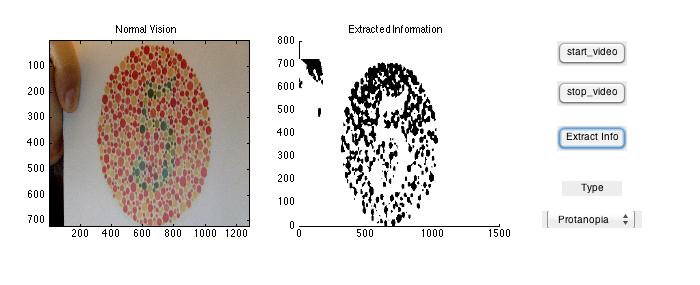 Normal Vision
100
200
300
400
500
600
700
200 400 600 800 1000 1200
Extracted Information
800
700
600
500
400
300
200
100
0
0 500 1000 1500
start_video
stop_video
Extract Info
Type
Protanopia